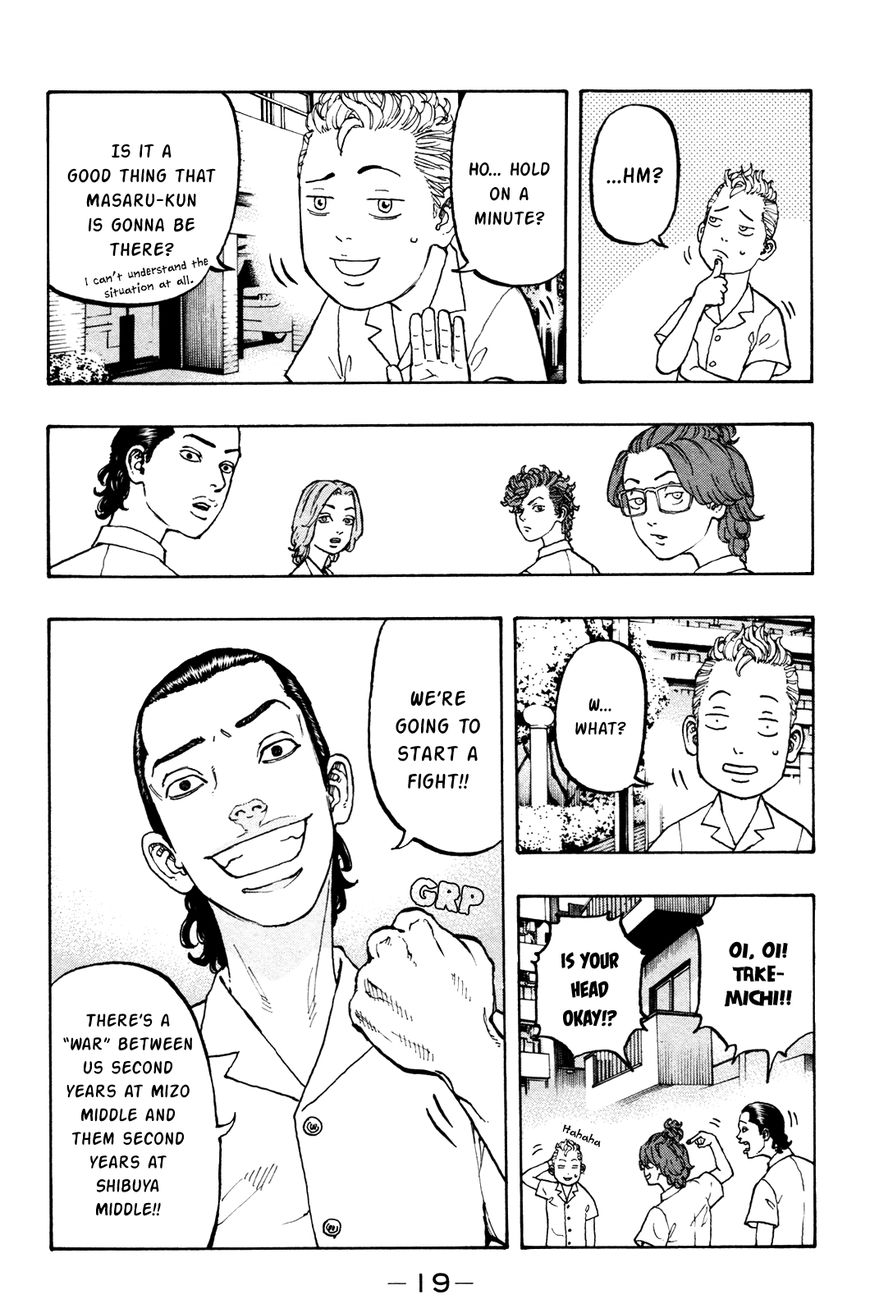 ...HM?
HO... HOLD
ON A
MINUTE?
IS IT A
GOOD THING THAT
MASARU-KUN
IS GONNA BE
THERE?
I can't understand the
situation at all.
W...
WHAT?
OI, OI!
TAKE-
MICHI!!
IS YOUR
HEAD
OKAY!?
Hahaha
WE'RE
GOING TO
START A
FIGHT!!
GRP
THERE'S A
"WAR" BETWEEN
US SECOND
YEARS AT MIZO
MIDDLE AND
THEM SECOND
YEARS AT
SHIBUYA
MIDDLE!!
—19—